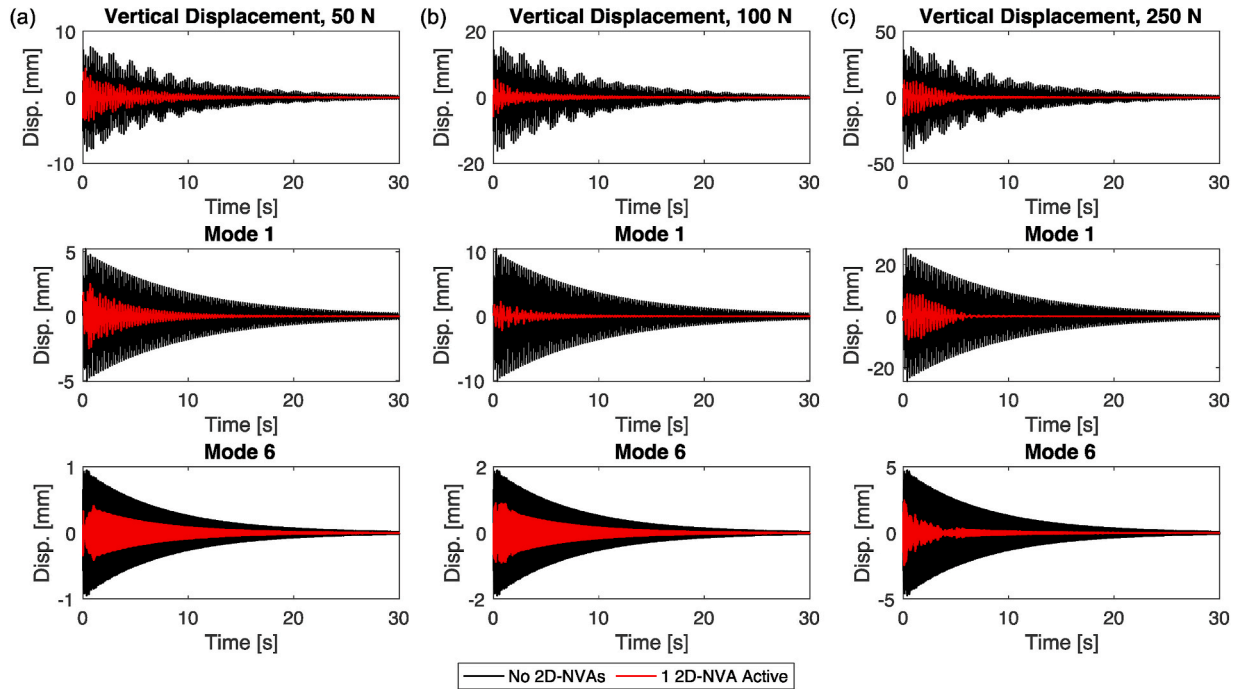 (a) Vertical Displacement, 50 N
(b) Vertical Displacement, 100 N
(c) Vertical Displacement, 250 N
Disp. [mm]
10
0
-10
0 10 20 30
Time [s]
Disp. [mm]
20
0
-20
0 10 20 30
Time [s]
Disp. [mm]
50
0
-50
0 10 20 30
Time [s]
Mode 1
Disp. [mm]
5
0
-5
0 10 20 30
Time [s]
Mode 1
Disp. [mm]
10
0
-10
0 10 20 30
Time [s]
Mode 1
Disp. [mm]
20
0
-20
0 10 20 30
Time [s]
Mode 6
Disp. [mm]
1
0
-1
0 10 20 30
Time [s]
Mode 6
Disp. [mm]
2
0
-2
0 10 20 30
Time [s]
Mode 6
Disp. [mm]
5
0
-5
0 10 20 30
Time [s]
No 2D-NVAs 1 2D-NVA Active